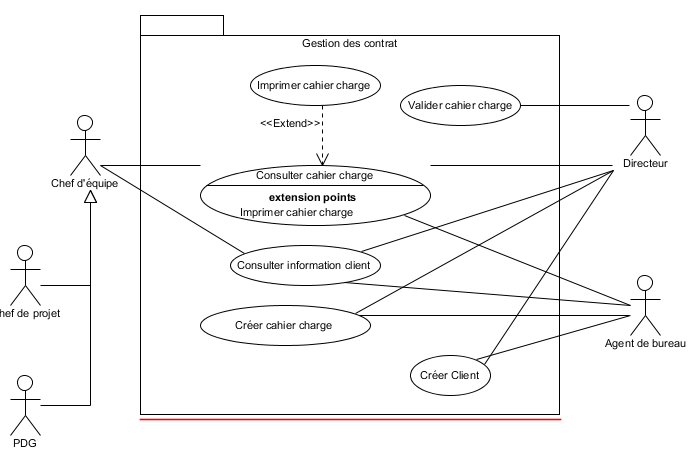 Gestion des contrat
Imprimer cahier charge
Valider cahier charge
<<Extend>>
Consulter cahier charge
extension points
Imprimer cahier charge
Chef d'équipe
Directeur
Consulter information client
hef de projet
Créer cahier charge
Agent de bureau
Créer Client
PDG